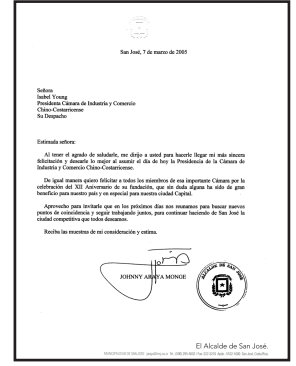 San José, 7 de marzo de 2005
Señora
Isabel Young
Presidenta Cámara de Industria y Comercio
Chino-Costarricense
Su Despacho
Estimada señora:
Al tener el agrado de saludarle, me dirijo a usted para hacerle llegar mi más sincera
felicitación y desearle lo mejor al asumir el día de hoy la Presidencia de la Cámara de
Industria y Comercio Chino-Costarricense.
De igual manera quiero felicitar a todos los miembros de esa importante Cámara por la
celebración del XII Aniversario de su fundación, que sin duda alguna ha sido de gran
beneficio para nuestro país y en especial para nuestra ciudad Capital.
Aprovecho para invitarle que en los próximos días nos reunamos para buscar nuevos
puntos de coincidencia y seguir trabajando juntos, para continuar haciendo de San José la
ciudad competitiva que todos deseamos.
Reciba las muestras de mi consideración y estima.
JOHNNY ARAYA MONGE
ALCALDE DE SAN JOSE
El Alcalde de San José.